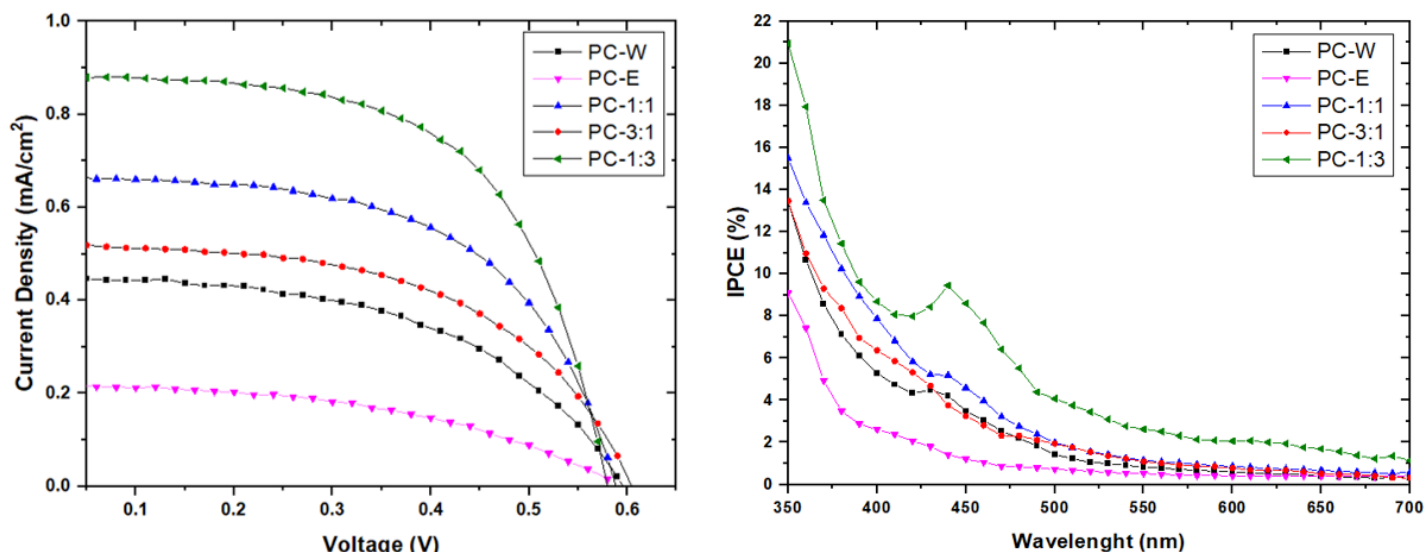 1.0
0.8
0.6
0.4
0.2
0.0
Current Density (mA/cm²)
0.1 0.2 0.3 0.4 0.5 0.6
Voltage (V)
PC-W
PC-E
PC-1:1
PC-3:1
PC-1:3
22
20
18
16
14
12
10
8
6
4
2
0
IPCE (%)
350 400 450 500 550 600 650 700
Wavelenght (nm)
PC-W
PC-E
PC-1:1
PC-3:1
PC-1:3